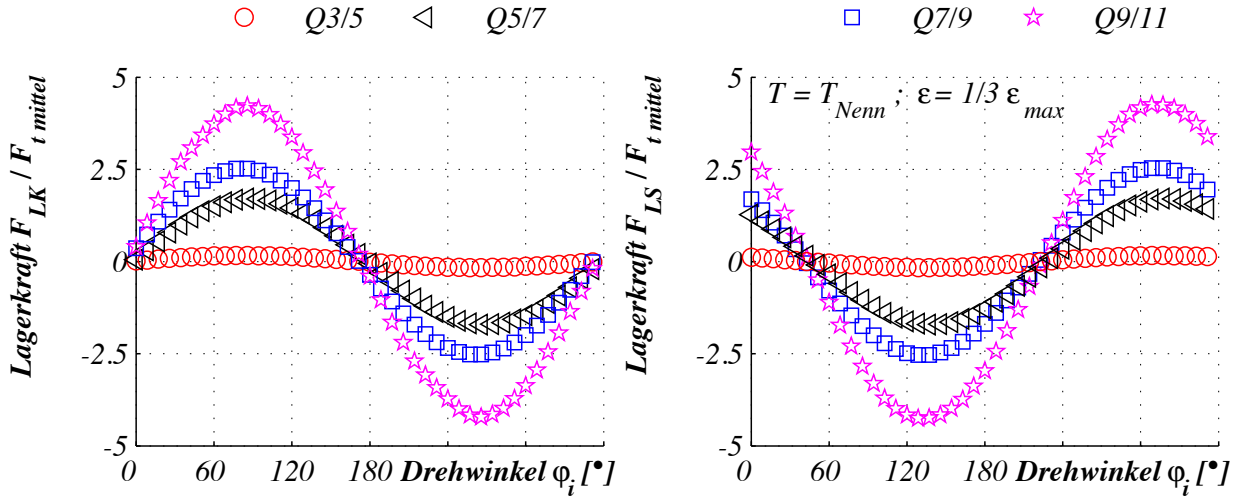 Q3/5 Q5/7 Q7/9 Q9/11
Lagerkraft F_LK / F_t mittel
5
2.5
0
-2.5
-5
0 60 120 180 Drehwinkel φ_i [•]
Lagerkraft F_LS / F_t mittel
T = T_Nenn ; ε = 1/3 ε_max
5
2.5
0
-2.5
-5
0 60 120 180 Drehwinkel φ_i [•]